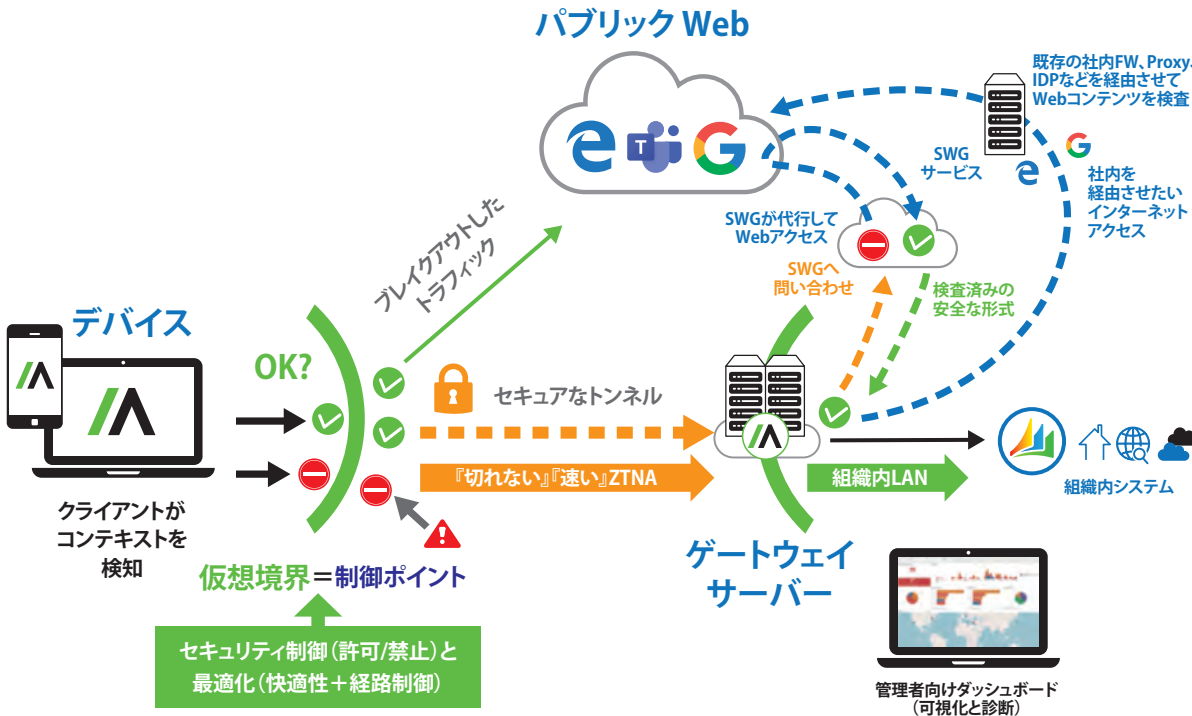 パブリック Web
既存の社内FW、Proxy、
IDPなどを経由させて
Webコンテンツを検査
T
SWG
サービス
社内を
経由させたい
インターネット
アクセス
SWGが代行して
Webアクセス
ブレイクアウトした
トラフィック
SWGへ
問い合わせ
検査済みの
安全な形式
デバイス
OK?
セキュアなトンネル
『切れない』『速い』ZTNA
組織内LAN
組織内システム
クライアントが
コンテキストを
検知
仮想境界＝制御ポイント
ゲートウェイ
サーバー
セキュリティ制御（許可/禁止）と
最適化（快適性＋経路制御）
管理者向けダッシュボード
（可視化と診断）